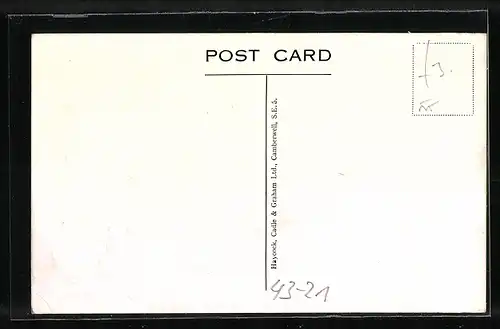 POST CARD
Haycock, Cadle & Graham Ltd., Camberwell, S.E.5.
43-21